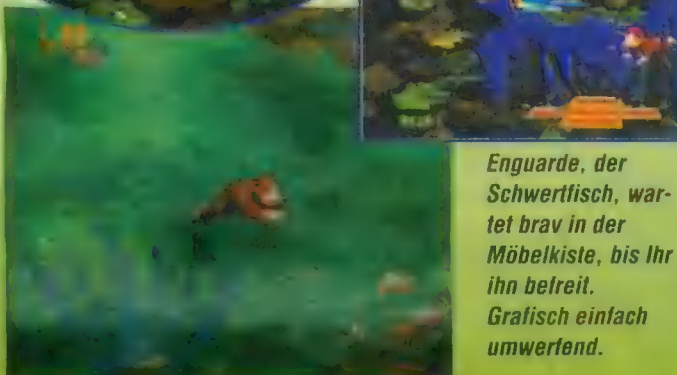 Enguarde, der
Schwertfisch, war-
tet brav in der
Möbelkiste, bis Ihr
ihn befreit.
Grafisch einfach
umwerfend.